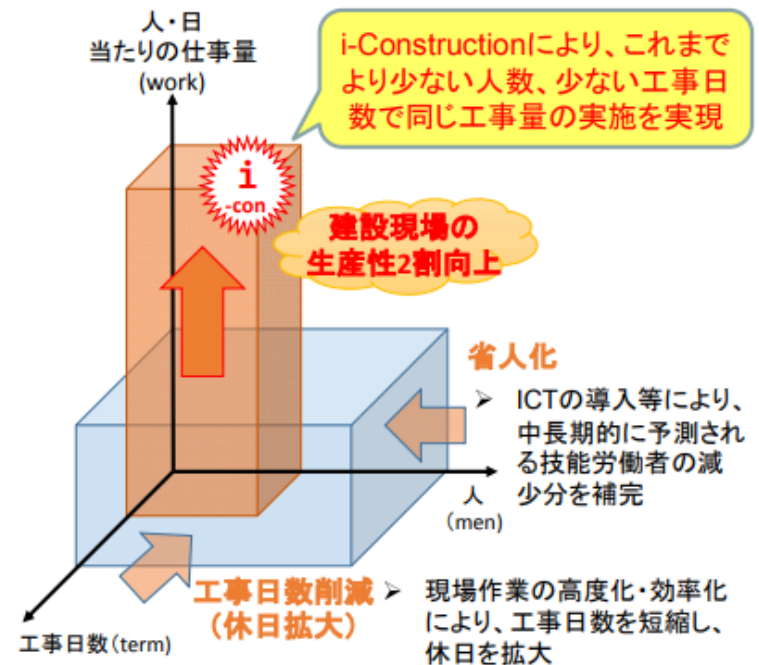 人・日
当たりの仕事量
(work)
i-Constructionにより、これまで
より少ない人数、少ない工事日
数で同じ工事量の実施を実現
i
-con
建設現場の
生産性2割向上
省人化
➢ ICTの導入等により、
中長期的に予測され
る技能労働者の減
少分を補完
人
(men)
工事日数削減
(休日拡大)
➢ 現場作業の高度化・効率化
により、工事日数を短縮し、
休日を拡大
工事日数(term)